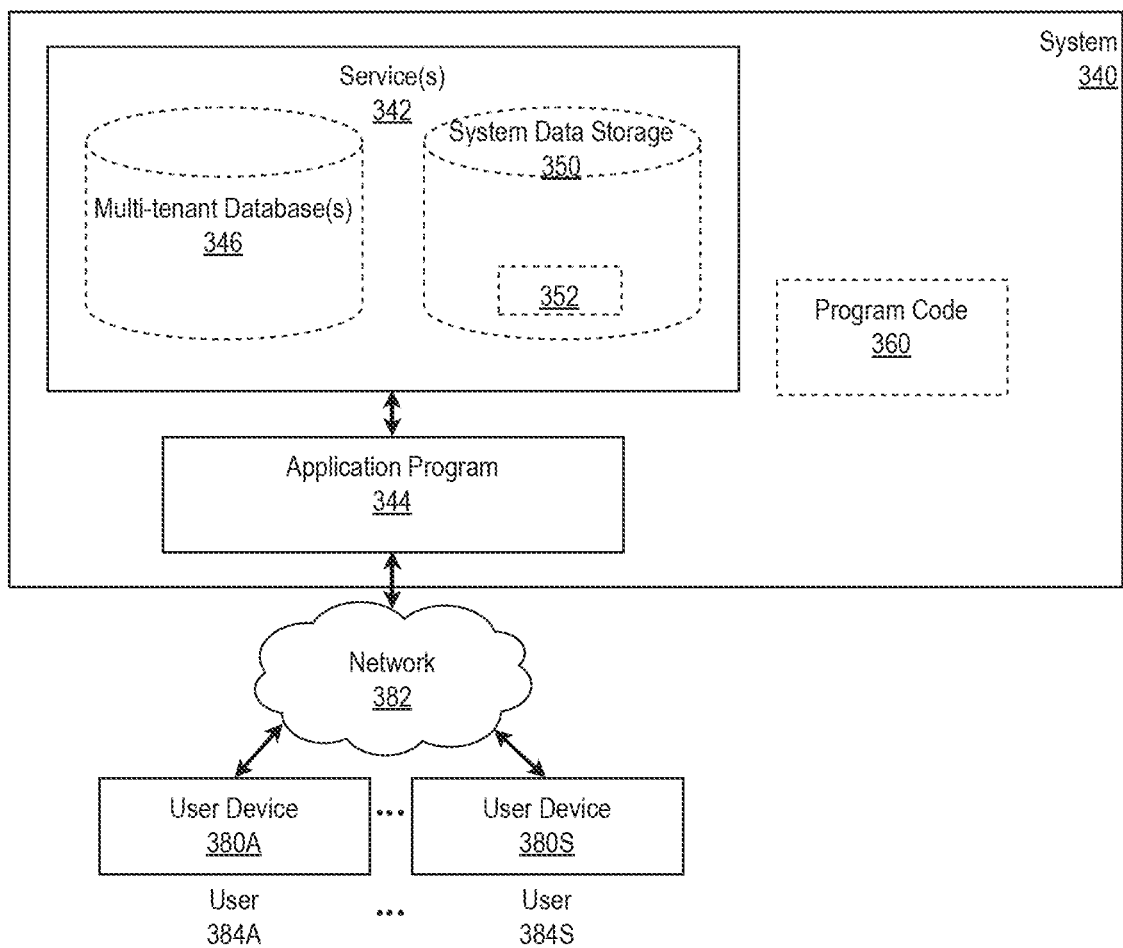 System
340
Service(s)
342
System Data Storage
350
Multi-tenant Database(s)
346
352
Program Code
360
Application Program
344
Network
382
User Device
380A
...
User Device
380S
User
384A
...
User
384S